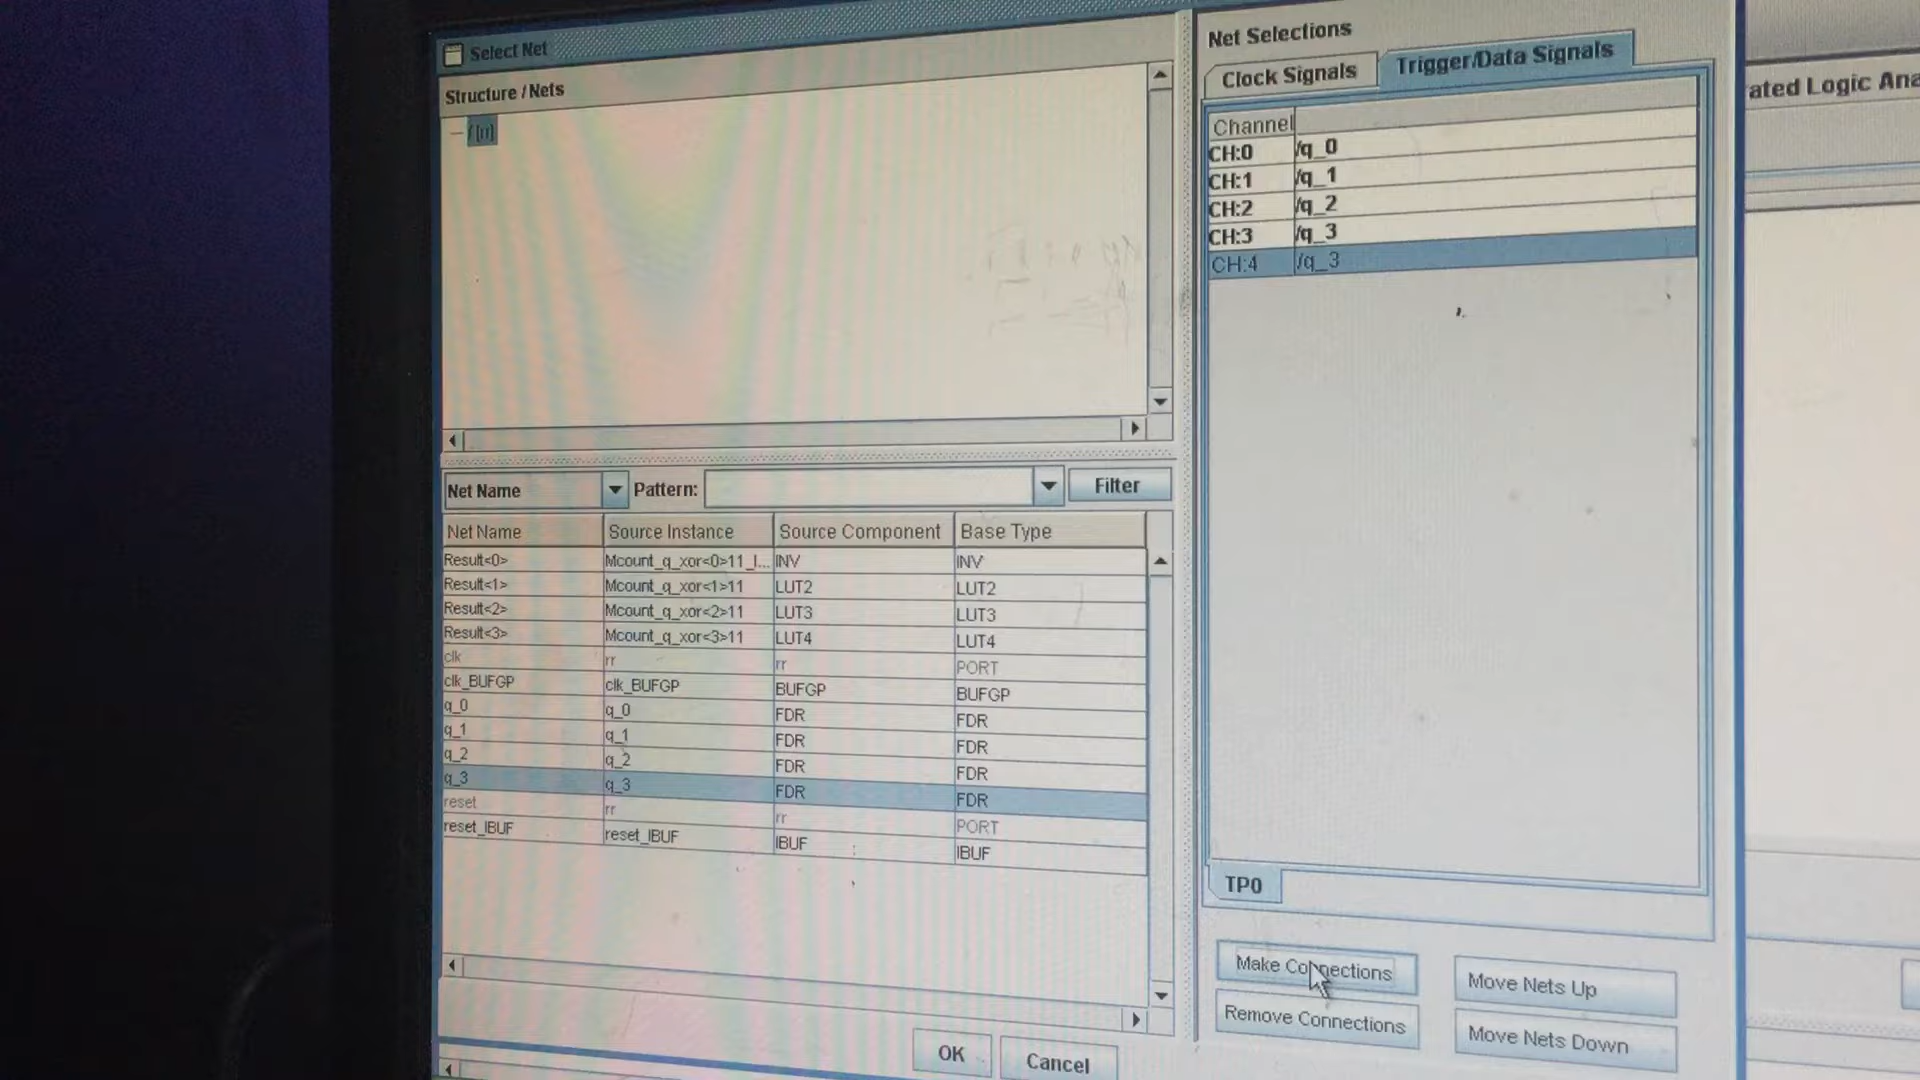 Select Net
Structure / Nets
/ [rr]
Net Name
Pattern:
Filter
Net Name Source Instance Source Component Base Type
Result<0> Mcount_q_xor<0>11_I... INV INV
Result<1> Mcount_q_xor<1>11 LUT2 LUT2
Result<2> Mcount_q_xor<2>11 LUT3 LUT3
Result<3> Mcount_q_xor<3>11 LUT4 LUT4
clk rr rr PORT
clk_BUFGP clk_BUFGP BUFGP BUFGP
q_0 q_0 FDR FDR
q_1 q_1 FDR FDR
q_2 q_2 FDR FDR
q_3 q_3 FDR FDR
reset rr rr PORT
reset_IBUF reset_IBUF IBUF IBUF
OK Cancel
Net Selections
Clock Signals Trigger/Data Signals
Channel
CH:0 /q_0
CH:1 /q_1
CH:2 /q_2
CH:3 /q_3
CH:4 /q_3
TP0
Make Connections Move Nets Up
Remove Connections Move Nets Down
ated Logic Ana